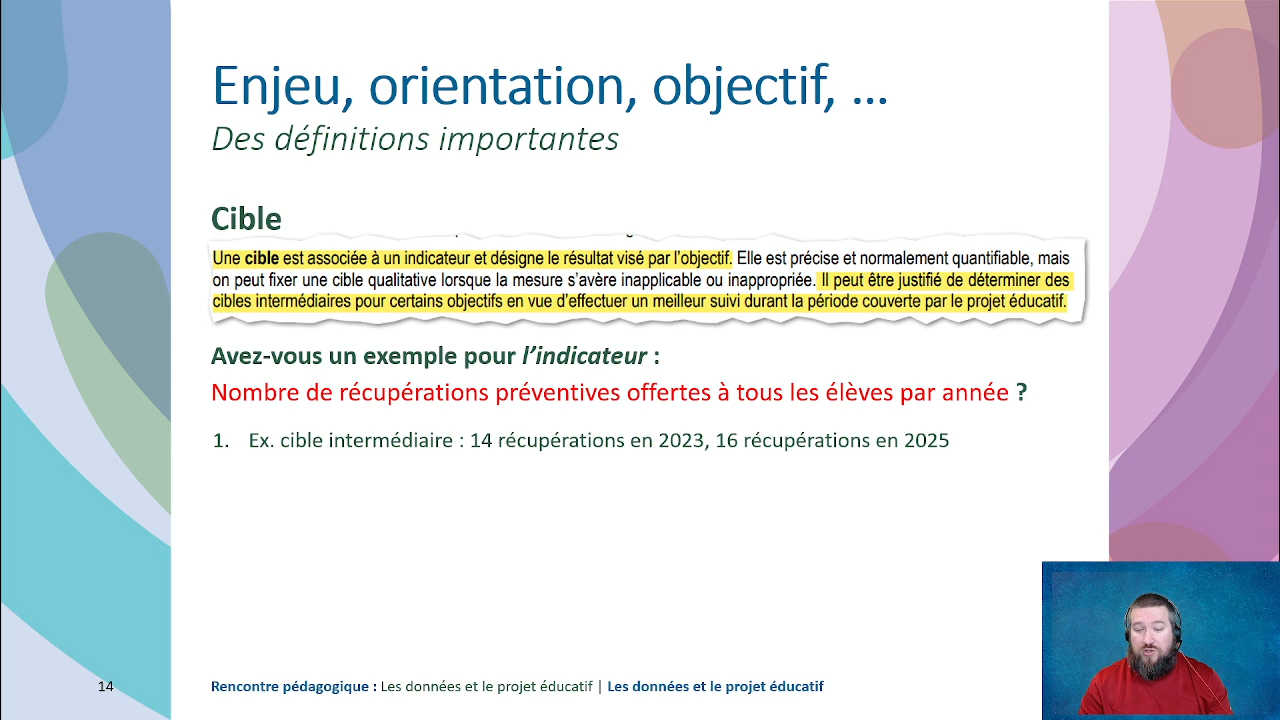 Enjeu, orientation, objectif, ...
Des définitions importantes
Cible
Une cible est associée à un indicateur et désigne le résultat visé par l’objectif. Elle est précise et normalement quantifiable, mais
on peut fixer une cible qualitative lorsque la mesure s’avère inapplicable ou inappropriée. Il peut être justifié de déterminer des
cibles intermédiaires pour certains objectifs en vue d’effectuer un meilleur suivi durant la période couverte par le projet éducatif.
Avez-vous un exemple pour l’indicateur :
Nombre de récupérations préventives offertes à tous les élèves par année ?
1. Ex. cible intermédiaire : 14 récupérations en 2023, 16 récupérations en 2025
14
Rencontre pédagogique : Les données et le projet éducatif | Les données et le projet éducatif